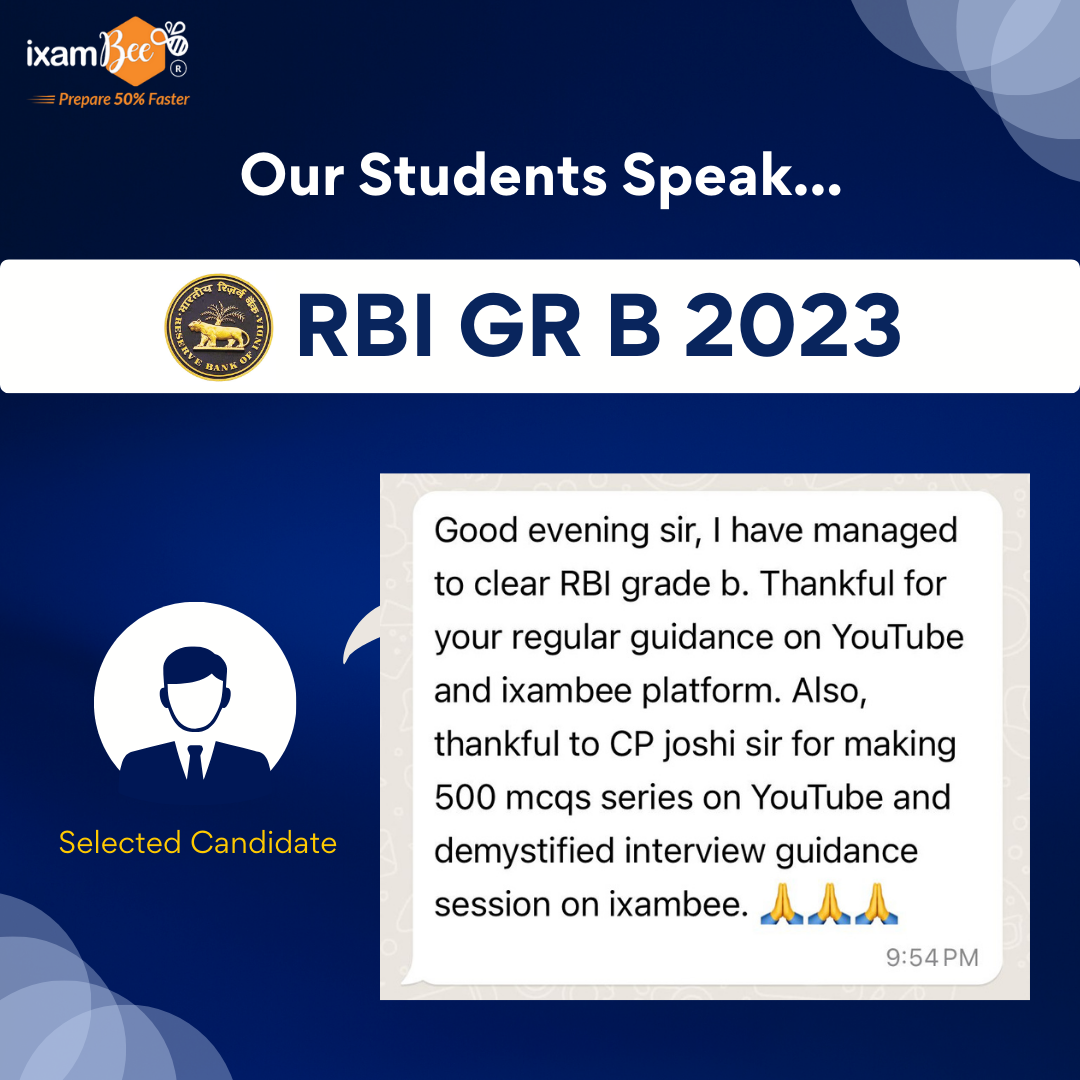 ixamBee
®
Prepare 50% Faster
Our Students Speak...
भारतीय रिज़र्व बैंक
RESERVE BANK OF INDIA
RBI GR B 2023
Good evening sir, I have managed
to clear RBI grade b. Thankful for
your regular guidance on YouTube
and ixambee platform. Also,
thankful to CP joshi sir for making
500 mcqs series on YouTube and
demystified interview guidance
session on ixambee. 🙏🙏🙏
9:54 PM
Selected Candidate